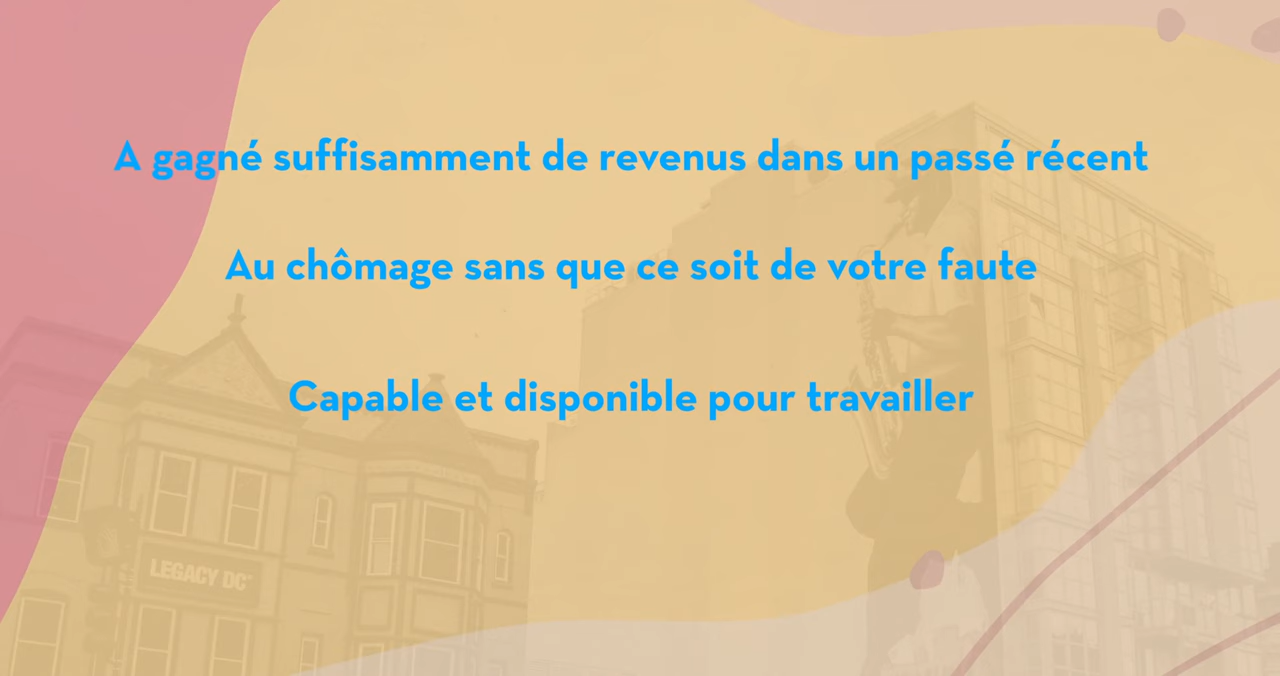 A gagné suffisamment de revenus dans un passé récent
Au chômage sans que ce soit de votre faute
Capable et disponible pour travailler
LEGACY DC